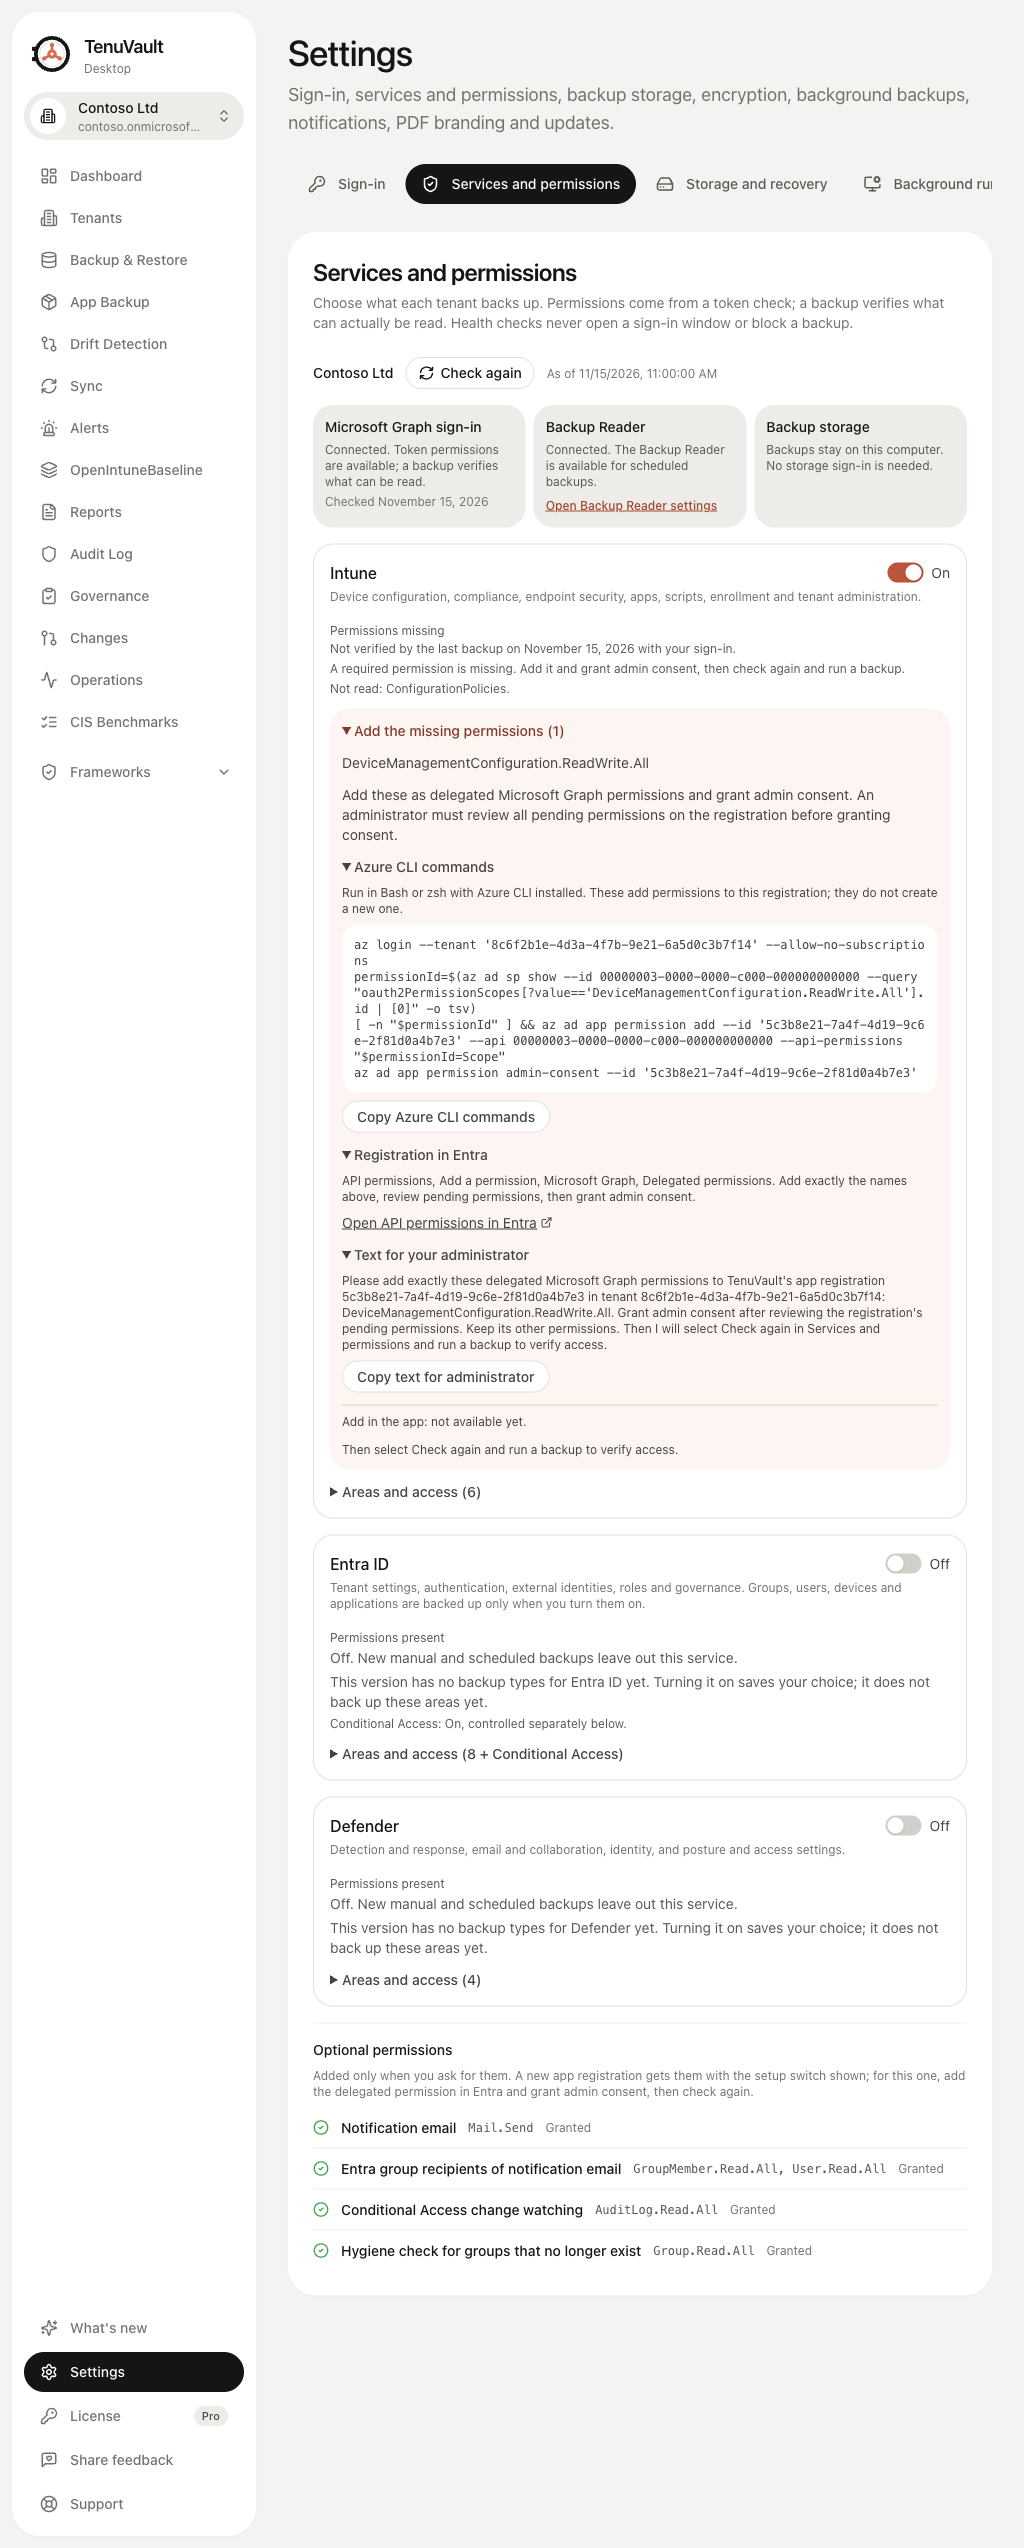 TenuVault
Desktop
Contoso Ltd
contoso.onmicrosof...
Dashboard
Tenants
Backup & Restore
App Backup
Drift Detection
Sync
Alerts
OpenIntuneBaseline
Reports
Audit Log
Governance
Changes
Operations
CIS Benchmarks
Frameworks
What's new
Settings
License
Pro
Share feedback
Support
Settings
Sign-in, services and permissions, backup storage, encryption, background backups,
notifications, PDF branding and updates.
Sign-in
Services and permissions
Storage and recovery
Background ru
Services and permissions
Choose what each tenant backs up. Permissions come from a token check; a backup verifies what
can actually be read. Health checks never open a sign-in window or block a backup.
Contoso Ltd
Check again
As of 11/15/2026, 11:00:00 AM
Microsoft Graph sign-in
Connected. Token permissions
are available; a backup verifies
what can be read.
Checked November 15, 2026
Backup Reader
Connected. The Backup Reader
is available for scheduled
backups.
Open Backup Reader settings
Backup storage
Backups stay on this computer.
No storage sign-in is needed.
Intune
On
Device configuration, compliance, endpoint security, apps, scripts, enrollment and tenant administration.
Permissions missing
Not verified by the last backup on November 15, 2026 with your sign-in.
A required permission is missing. Add it and grant admin consent, then check again and run a backup.
Not read: ConfigurationPolicies.
Add the missing permissions (1)
DeviceManagementConfiguration.ReadWrite.All
Add these as delegated Microsoft Graph permissions and grant admin consent. An
administrator must review all pending permissions on the registration before granting
consent.
Azure CLI commands
Run in Bash or zsh with Azure CLI installed. These add permissions to this registration; they do not create
a new one.
az login --tenant '8c6f2b1e-4d3a-4f7b-9e21-6a5d0c3b7f14' --allow-no-subscriptio
ns
permissionId=$(az ad sp show --id 00000003-0000-0000-c000-000000000000 --query
"oauth2PermissionScopes[?value=='DeviceManagementConfiguration.ReadWrite.All'].
id | [0]" -o tsv)
[ -n "$permissionId" ] && az ad app permission add --id '5c3b8e21-7a4f-4d19-9c6
e-2f81d0a4b7e3' --api 00000003-0000-0000-c000-000000000000 --api-permissions
"$permissionId=Scope"
az ad app permission admin-consent --id '5c3b8e21-7a4f-4d19-9c6e-2f81d0a4b7e3'
Copy Azure CLI commands
Registration in Entra
API permissions, Add a permission, Microsoft Graph, Delegated permissions. Add exactly the names
above, review pending permissions, then grant admin consent.
Open API permissions in Entra
Text for your administrator
Please add exactly these delegated Microsoft Graph permissions to TenuVault's app registration
5c3b8e21-7a4f-4d19-9c6e-2f81d0a4b7e3 in tenant 8c6f2b1e-4d3a-4f7b-9e21-6a5d0c3b7f14:
DeviceManagementConfiguration.ReadWrite.All. Grant admin consent after reviewing the registration's
pending permissions. Keep its other permissions. Then I will select Check again in Services and
permissions and run a backup to verify access.
Copy text for administrator
Add in the app: not available yet.
Then select Check again and run a backup to verify access.
Areas and access (6)
Entra ID
Off
Tenant settings, authentication, external identities, roles and governance. Groups, users, devices and
applications are backed up only when you turn them on.
Permissions present
Off. New manual and scheduled backups leave out this service.
This version has no backup types for Entra ID yet. Turning it on saves your choice; it does not
back up these areas yet.
Conditional Access: On, controlled separately below.
Areas and access (8 + Conditional Access)
Defender
Off
Detection and response, email and collaboration, identity, and posture and access settings.
Permissions present
Off. New manual and scheduled backups leave out this service.
This version has no backup types for Defender yet. Turning it on saves your choice; it does not
back up these areas yet.
Areas and access (4)
Optional permissions
Added only when you ask for them. A new app registration gets them with the setup switch shown; for this one, add
the delegated permission in Entra and grant admin consent, then check again.
Notification email Mail.Send Granted
Entra group recipients of notification email GroupMember.Read.All, User.Read.All Granted
Conditional Access change watching AuditLog.Read.All Granted
Hygiene check for groups that no longer exist Group.Read.All Granted